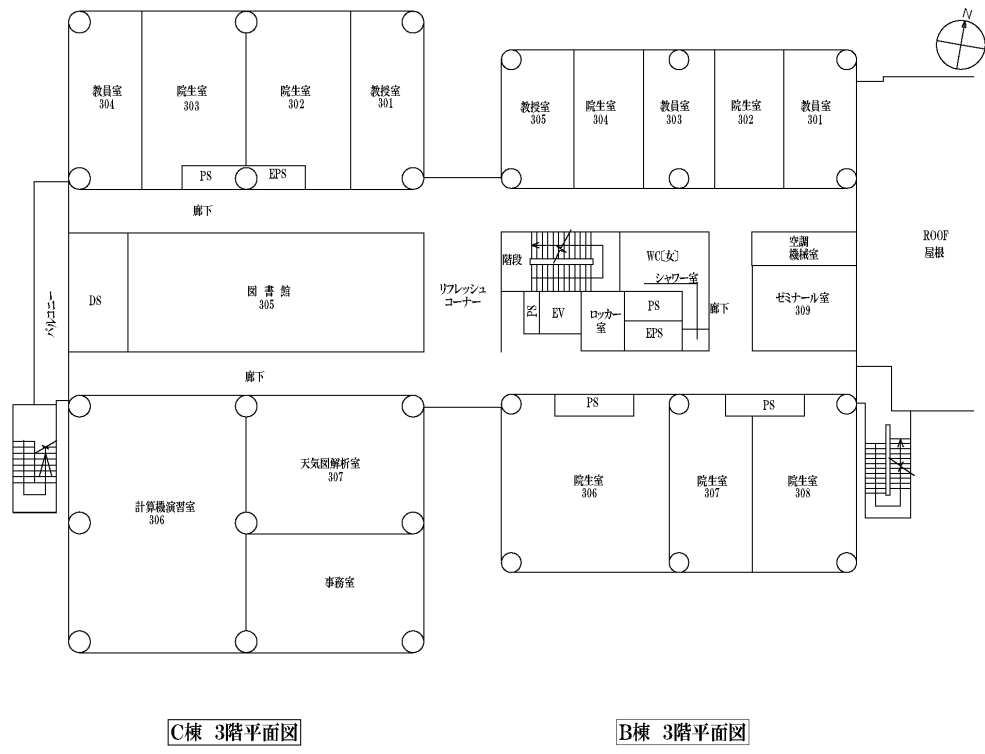 N
教員室
304
院生室
303
院生室
302
教授室
301
PS
EPS
廊下
教授室
305
院生室
304
教員室
303
院生室
302
教員室
301
ROOF
屋根
バルコニー
DS
図書館
305
リフレッシュ
コーナー
階段
WC〔女〕
シャワー室
PS
EV
ロッカー
室
PS
EPS
廊下
空調
機械室
ゼミナール室
309
廊下
計算機演習室
306
天気図解析室
307
事務室
PS
PS
院生室
306
院生室
307
院生室
308
C棟 3階平面図
B棟 3階平面図